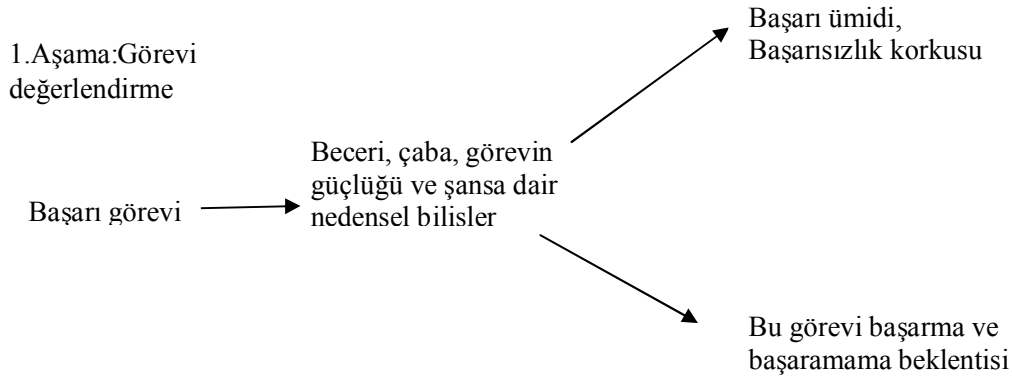 Başarı ümidi,
Başarısızlık korkusu
1.Aşama:Görevi
değerlendirme
Beceri, çaba, görevin
güçlüğü ve şansa dair
nedensel bilisler
Başarı görevi
Bu görevi başarma ve
başaramama beklentisi